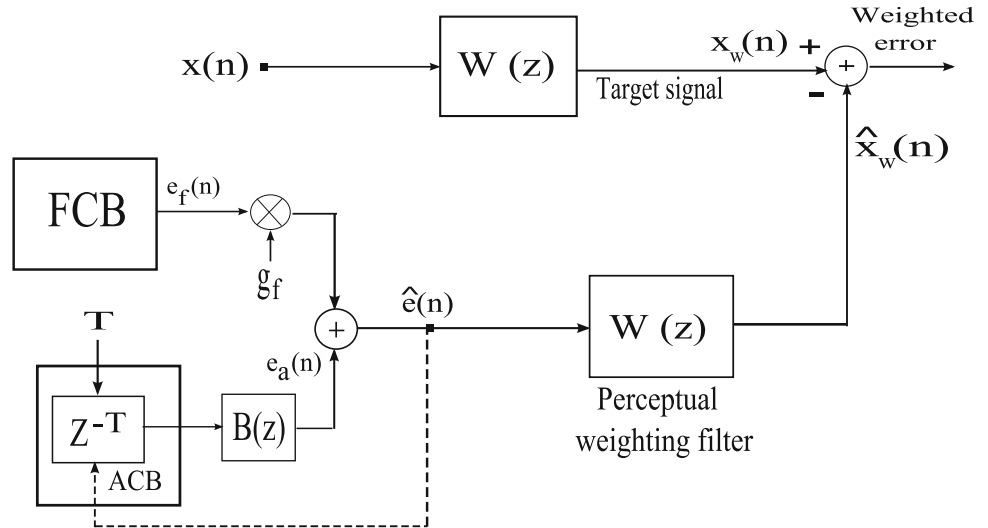 x(n)
W (z)
x_w(n)
+
Target signal
-
+
Weighted
error
x̂_w(n)
FCB
e_f(n)
g_f
+
ê(n)
e_a(n)
T
Z^-T
ACB
B(z)
W (z)
Perceptual
weighting filter